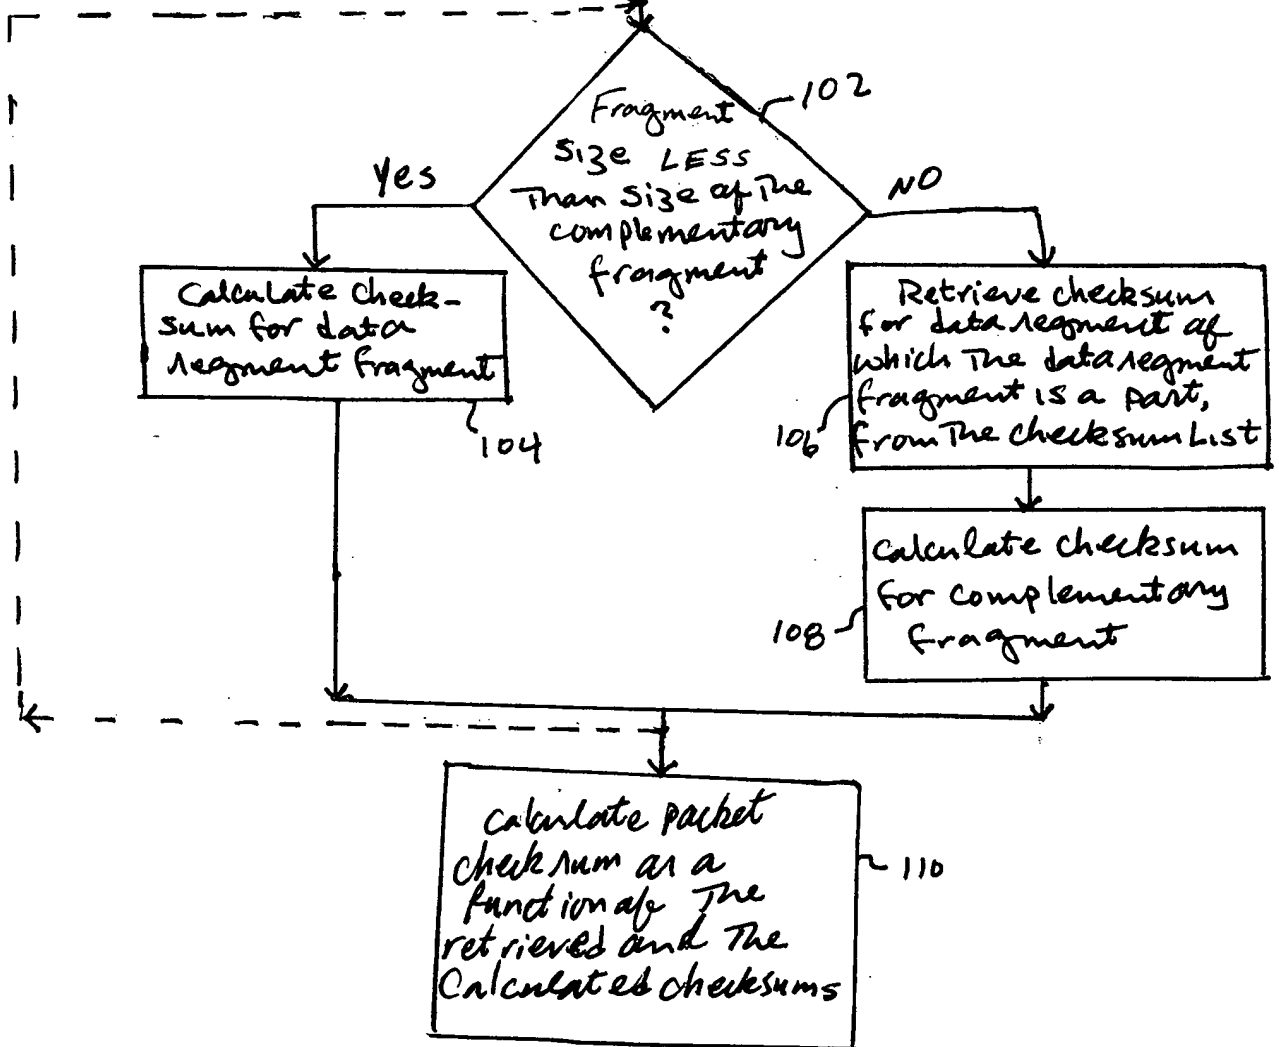 102
Fragment
Size LESS
Than Size of The
complementary
fragment
?
Yes
NO
Calculate Check-
sum for data
segment fragment
104
Retrieve checksum
for data segment of
which The data segment
fragment is a part,
from The checksum List
106
Calculate checksum
for complementary
fragment
108
Calculate packet
checksum as a
function of The
retrieved and The
Calculated checksums
110